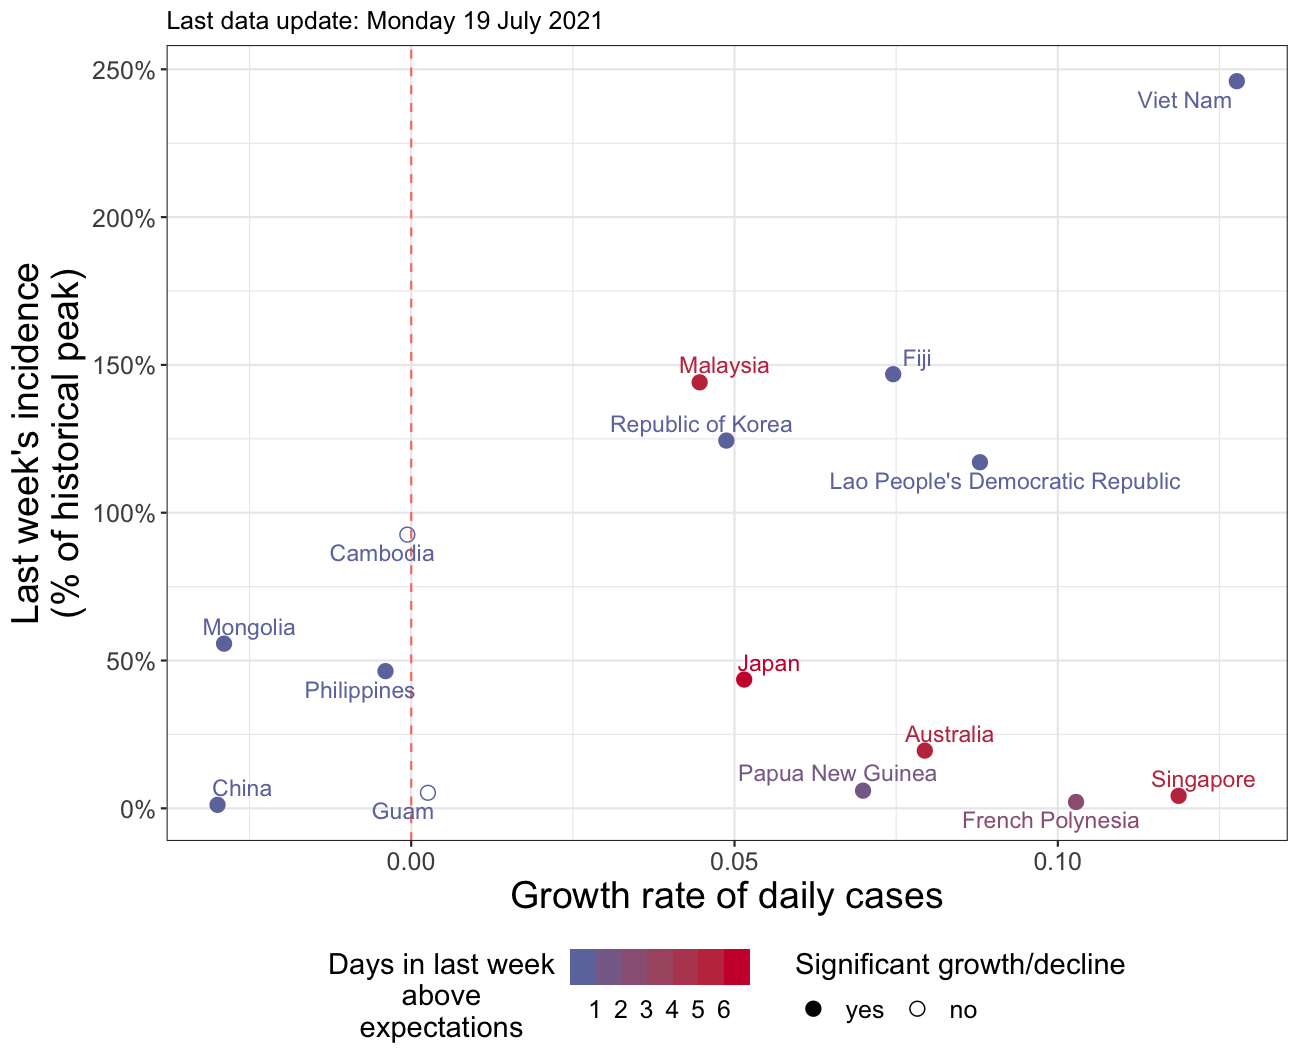 Last data update: Monday 19 July 2021
250%
200%
150%
100%
50%
0%
Last week's incidence
(% of historical peak)
Viet Nam
Fiji
Malaysia
Republic of Korea
Lao People's Democratic Republic
Cambodia
Mongolia
Philippines
Japan
Australia
Papua New Guinea
Singapore
China
Guam
French Polynesia
0.00 0.05 0.10
Growth rate of daily cases
Days in last week
above
expectations
1 2 3 4 5 6
Significant growth/decline
yes no